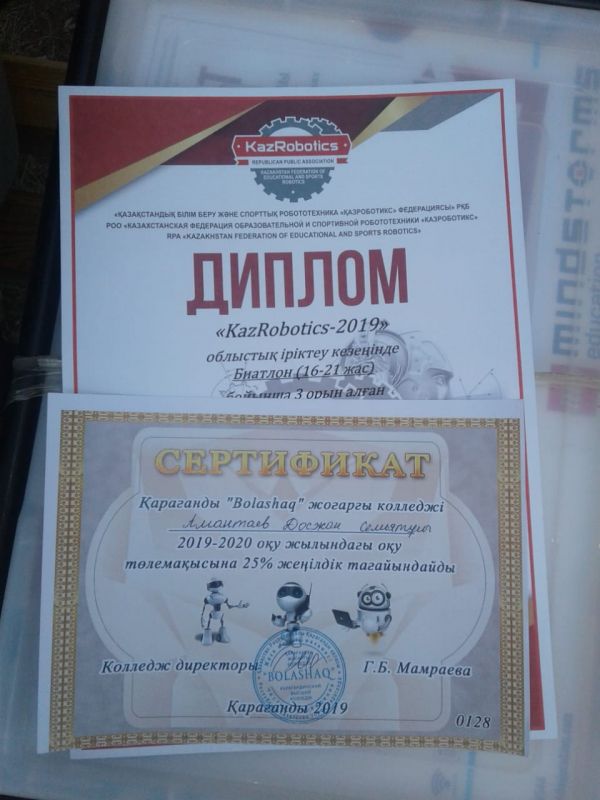 KazRobotics
REPUBLICAN PUBLIC ASSOCIATION
KAZAKHSTAN FEDERATION OF
EDUCATIONAL AND SPORTS
ROBOTICS
«ҚАЗАҚСТАНДЫҚ БІЛІМ БЕРУ ЖӘНЕ СПОРТТЫҚ РОБОТОТЕХНИКА «ҚАЗРОБОТИКС» ФЕДЕРАЦИЯСЫ» РҚБ
РОО «КАЗАХСТАНСКАЯ ФЕДЕРАЦИЯ ОБРАЗОВАТЕЛЬНОЙ И СПОРТИВНОЙ РОБОТОТЕХНИКИ «КАЗРОБОТИКС»
RPA «KAZAKHSTAN FEDERATION OF EDUCATIONAL AND SPORTS ROBOTICS»
ДИПЛОМ
«KazRobotics-2019»
облыстық іріктеу кезеңінде
Биатлон (16-21 жас)
бойынша 3 орын алған
mindstorms
education
СЕРТИФИКАТ
Қарағанды "Bolashaq" жоғарғы колледжі
Амантаев Досжан
2019-2020 оқу жылындағы оқу
төлемақысына 25% жеңілдік тағайындайды
Колледж директоры
Г.Б. Мамраева
"BOLASHAQ"
Қарағанды 2019
0128